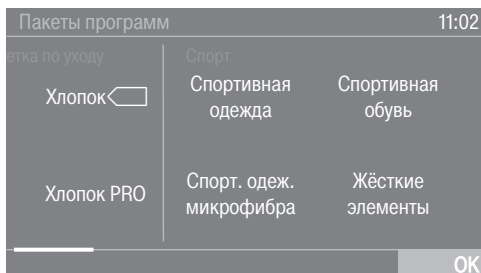 Пакеты программ 11:02
етка по уходу Спорт
Хлопок Спортивная одежда Спортивная обувь
Хлопок PRO Спорт. одеж. микрофибра Жёсткие элементы
OK